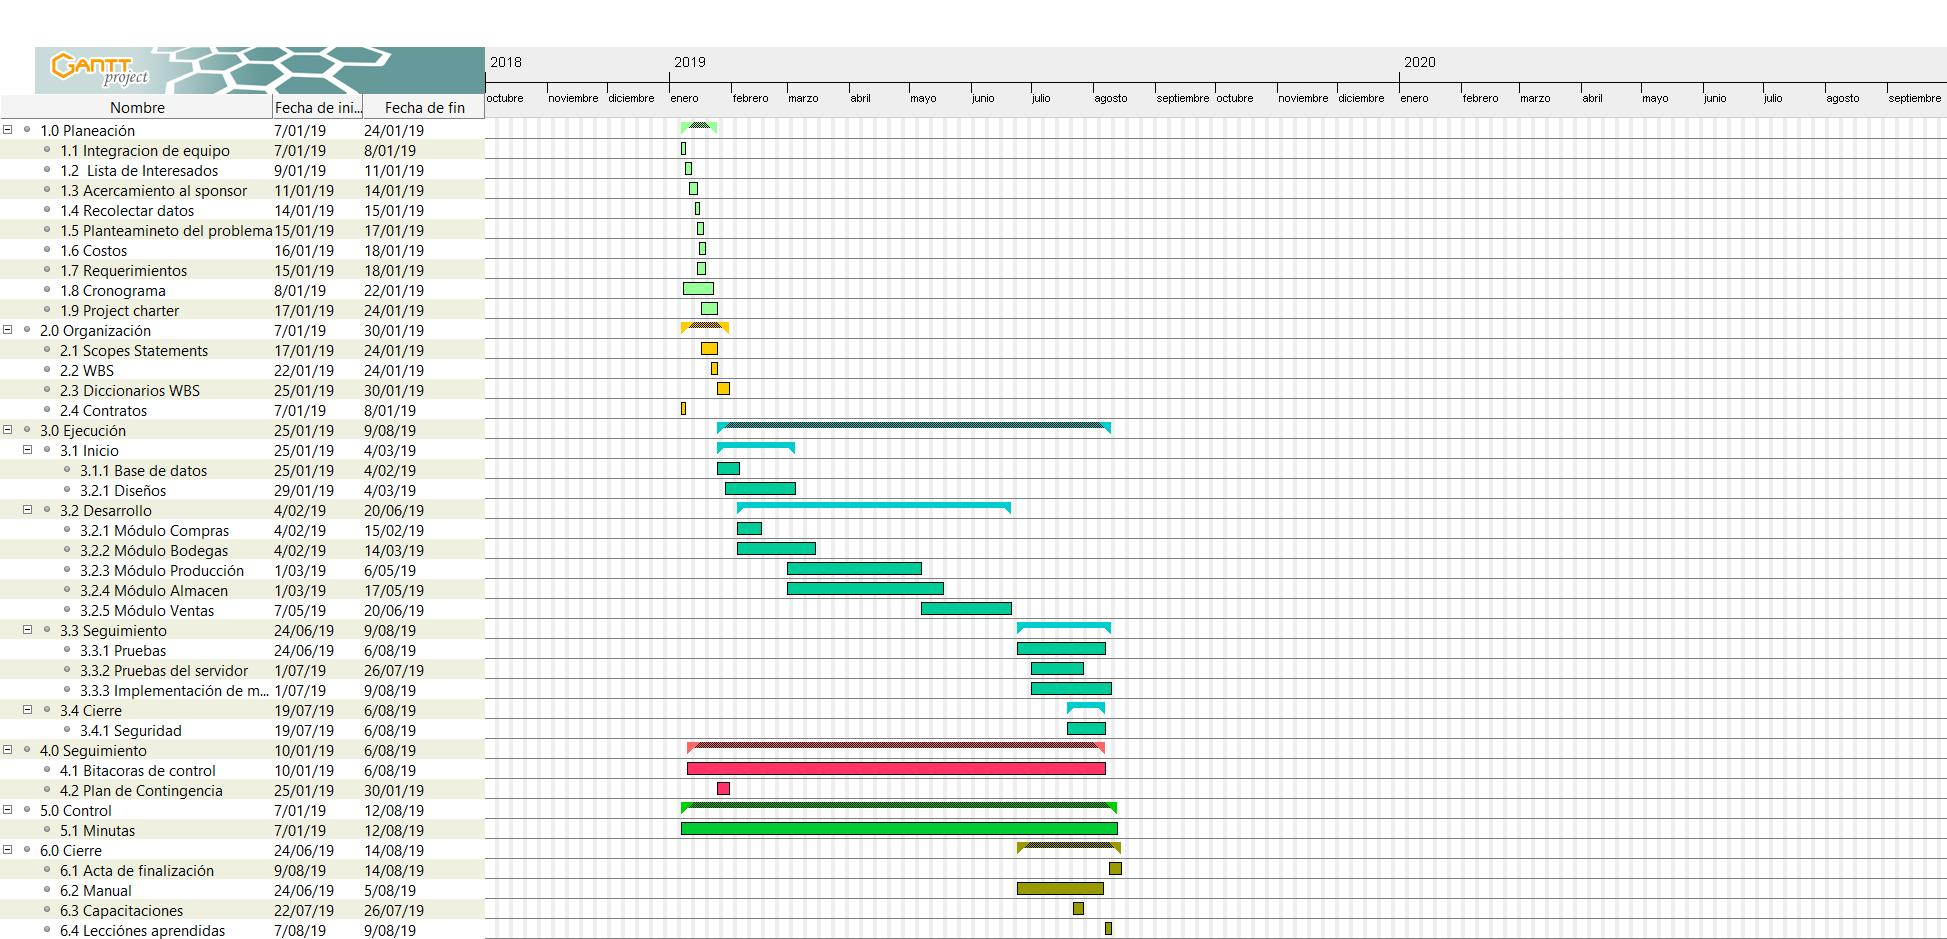 GANTT
project
2018 2019 2020
Nombre Fecha de ini... Fecha de fin octubre noviembre diciembre enero febrero marzo abril mayo junio julio agosto septiembre octubre noviembre diciembre enero febrero marzo abril mayo junio julio agosto septiembre
1.0 Planeación 7/01/19 24/01/19
1.1 Integracion de equipo 7/01/19 8/01/19
1.2 Lista de Interesados 9/01/19 11/01/19
1.3 Acercamiento al sponsor 11/01/19 14/01/19
1.4 Recolectar datos 14/01/19 15/01/19
1.5 Planteamineto del problema 15/01/19 17/01/19
1.6 Costos 16/01/19 18/01/19
1.7 Requerimientos 15/01/19 18/01/19
1.8 Cronograma 8/01/19 22/01/19
1.9 Project charter 17/01/19 24/01/19
2.0 Organización 7/01/19 30/01/19
2.1 Scopes Statements 17/01/19 24/01/19
2.2 WBS 22/01/19 24/01/19
2.3 Diccionarios WBS 25/01/19 30/01/19
2.4 Contratos 7/01/19 8/01/19
3.0 Ejecución 25/01/19 9/08/19
3.1 Inicio 25/01/19 4/03/19
3.1.1 Base de datos 25/01/19 4/02/19
3.2.1 Diseños 29/01/19 4/03/19
3.2 Desarrollo 4/02/19 20/06/19
3.2.1 Módulo Compras 4/02/19 15/02/19
3.2.2 Módulo Bodegas 4/02/19 14/03/19
3.2.3 Módulo Producción 1/03/19 6/05/19
3.2.4 Módulo Almacen 1/03/19 17/05/19
3.2.5 Módulo Ventas 7/05/19 20/06/19
3.3 Seguimiento 24/06/19 9/08/19
3.3.1 Pruebas 24/06/19 6/08/19
3.3.2 Pruebas del servidor 1/07/19 26/07/19
3.3.3 Implementación de m... 1/07/19 9/08/19
3.4 Cierre 19/07/19 6/08/19
3.4.1 Seguridad 19/07/19 6/08/19
4.0 Seguimiento 10/01/19 6/08/19
4.1 Bitacoras de control 10/01/19 6/08/19
4.2 Plan de Contingencia 25/01/19 30/01/19
5.0 Control 7/01/19 12/08/19
5.1 Minutas 7/01/19 12/08/19
6.0 Cierre 24/06/19 14/08/19
6.1 Acta de finalización 9/08/19 14/08/19
6.2 Manual 24/06/19 5/08/19
6.3 Capacitaciones 22/07/19 26/07/19
6.4 Lecciónes aprendidas 7/08/19 9/08/19